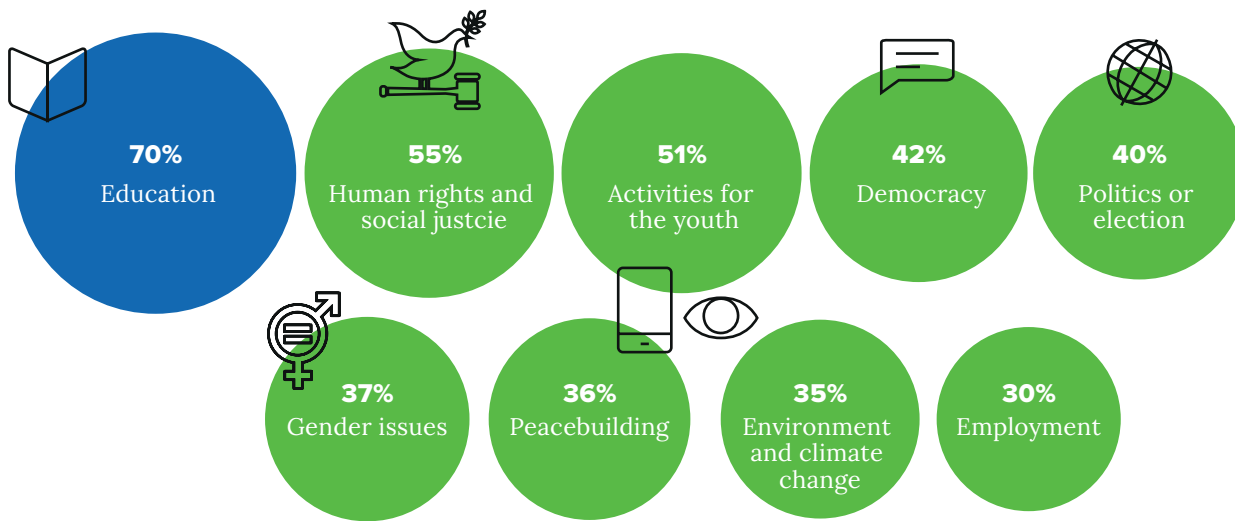 70%
Education
55%
Human rights and
social justcie
51%
Activities for
the youth
42%
Democracy
40%
Politics or
election
37%
Gender issues
36%
Peacebuilding
35%
Environment
and climate
change
30%
Employment